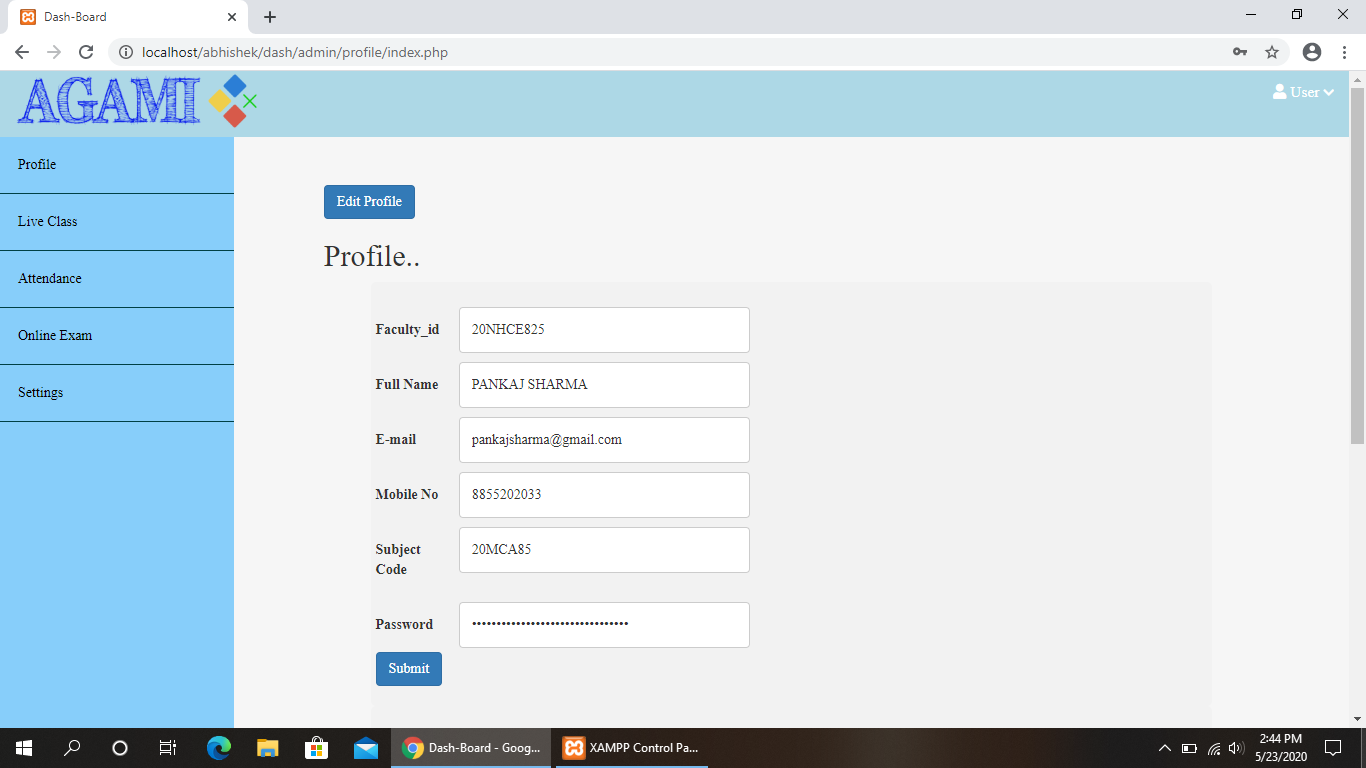 Dash-Board
localhost/abhishek/dash/admin/profile/index.php
AGAMI
User
Profile
Live Class
Attendance
Online Exam
Settings
Edit Profile
Profile..
Faculty_id 20NHCE825
Full Name PANKAJ SHARMA
E-mail pankajsharma@gmail.com
Mobile No 8855202033
Subject Code 20MCA85
Password ••••••••••••••••••••••••••••••••
Submit
Dash-Board - Goog...
XAMPP Control Pa...
2:44 PM
5/23/2020